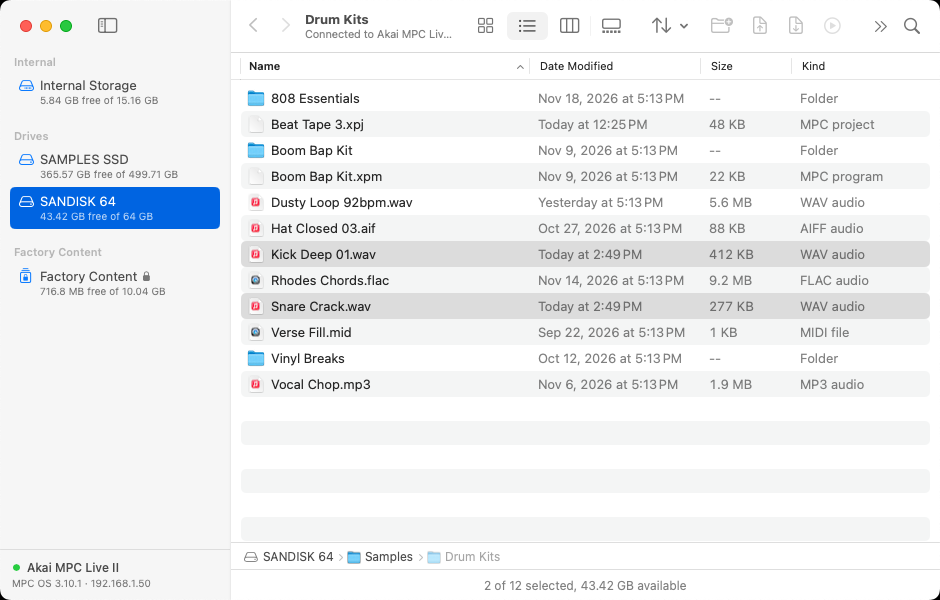 Drum Kits
Connected to Akai MPC Liv...
Internal
Internal Storage
5.84 GB free of 15.16 GB
Drives
SAMPLES SSD
365.57 GB free of 499.71 GB
SANDISK 64
43.42 GB free of 64 GB
Factory Content
Factory Content
716.8 MB free of 10.04 GB
Akai MPC Live II
MPC OS 3.10.1 · 192.168.1.50
Name Date Modified Size Kind
808 Essentials Nov 18, 2026 at 5:13 PM -- Folder
Beat Tape 3.xpj Today at 12:25 PM 48 KB MPC project
Boom Bap Kit Nov 9, 2026 at 5:13 PM -- Folder
Boom Bap Kit.xpm Nov 9, 2026 at 5:13 PM 22 KB MPC program
Dusty Loop 92bpm.wav Yesterday at 5:13 PM 5.6 MB WAV audio
Hat Closed 03.aif Oct 27, 2026 at 5:13 PM 88 KB AIFF audio
Kick Deep 01.wav Today at 2:49 PM 412 KB WAV audio
Rhodes Chords.flac Nov 14, 2026 at 5:13 PM 9.2 MB FLAC audio
Snare Crack.wav Today at 2:49 PM 277 KB WAV audio
Verse Fill.mid Sep 22, 2026 at 5:13 PM 1 KB MIDI file
Vinyl Breaks Oct 12, 2026 at 5:13 PM -- Folder
Vocal Chop.mp3 Nov 6, 2026 at 5:13 PM 1.9 MB MP3 audio
SANDISK 64 › Samples › Drum Kits
2 of 12 selected, 43.42 GB available